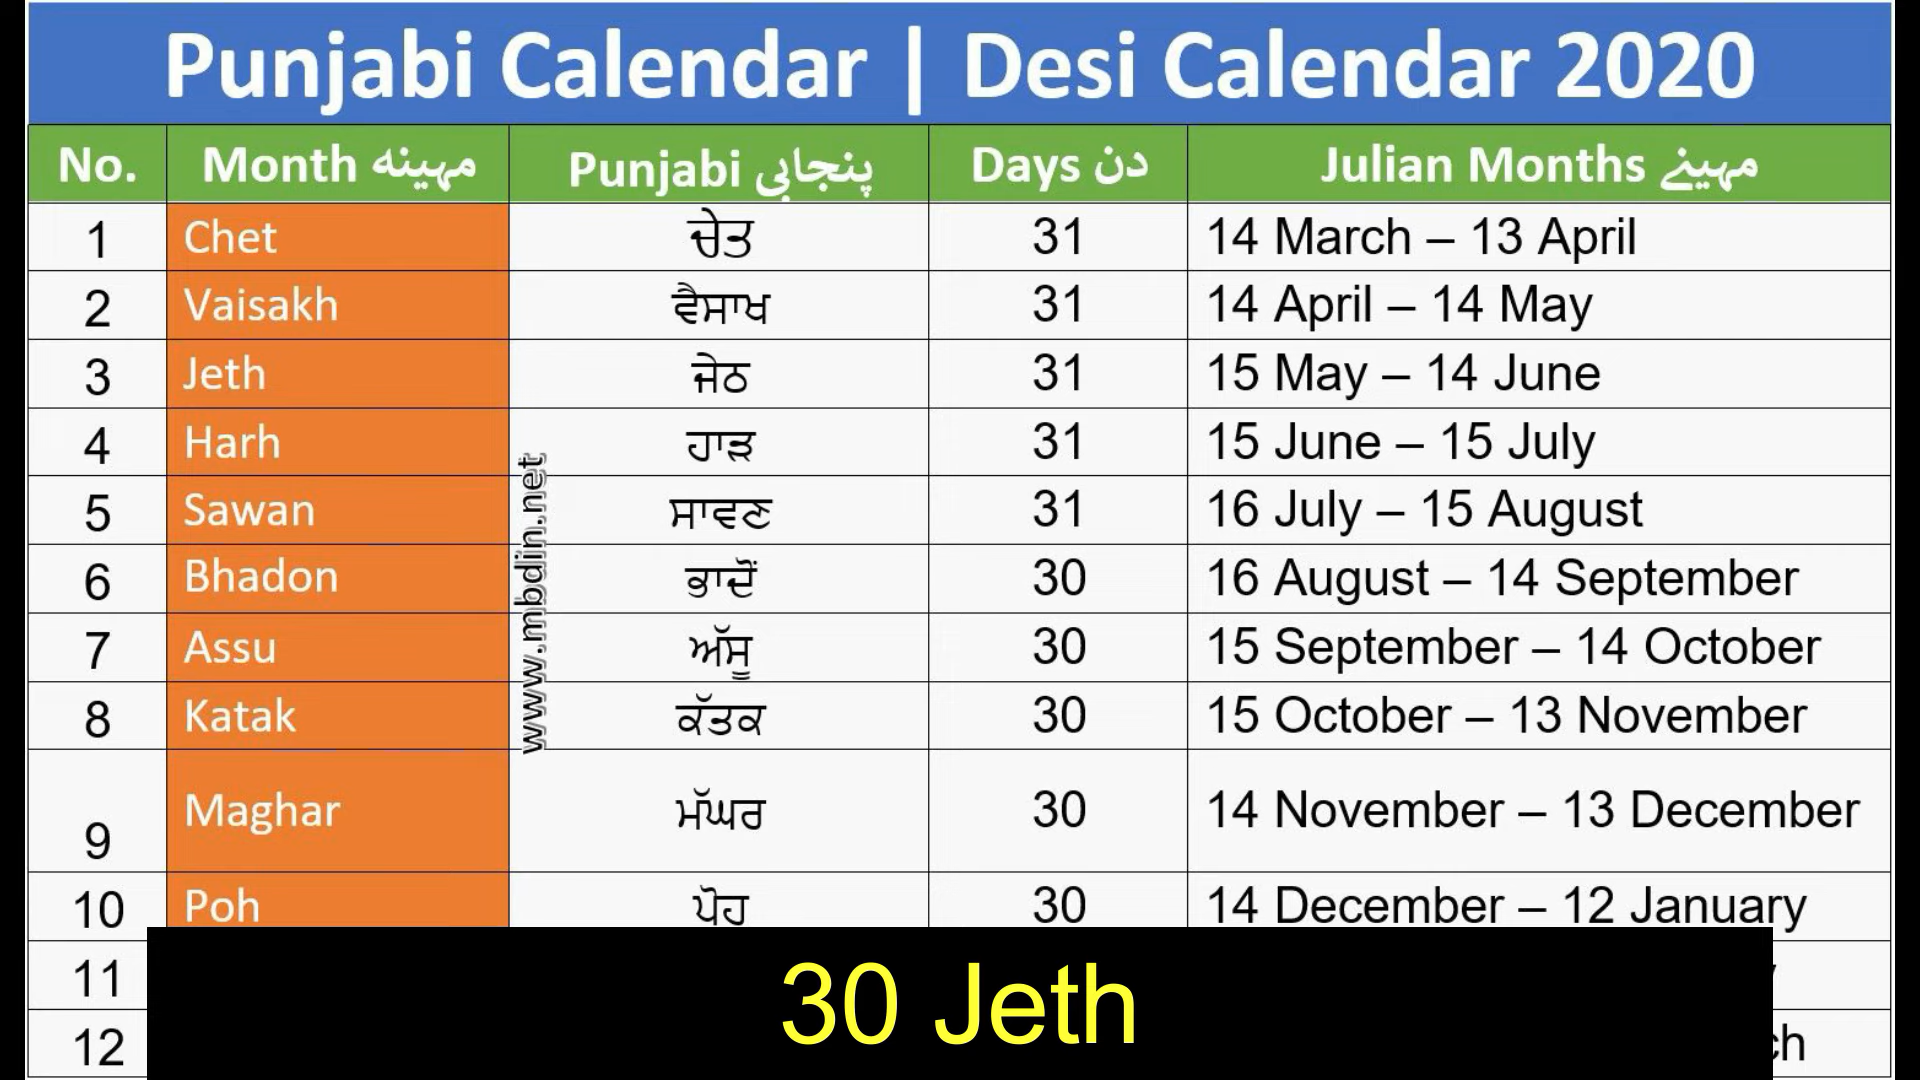 Punjabi Calendar | Desi Calendar 2020
No. Month مہینہ Punjabi پنجابی Days دن Julian Months مہینے
1 Chet ਚੇਤ 31 14 March – 13 April
2 Vaisakh ਵੈਸਾਖ 31 14 April – 14 May
3 Jeth ਜੇਠ 31 15 May – 14 June
4 Harh ਹਾੜ 31 15 June – 15 July
5 Sawan ਸਾਵਣ 31 16 July – 15 August
6 Bhadon ਭਾਦੋਂ 30 16 August – 14 September
7 Assu ਅੱਸੂ 30 15 September – 14 October
8 Katak ਕੱਤਕ 30 15 October – 13 November
9 Maghar ਮੱਘਰ 30 14 November – 13 December
10 Poh ਪੋਹ 30 14 December – 12 January
11
12
www.mbdin.net
30 Jeth